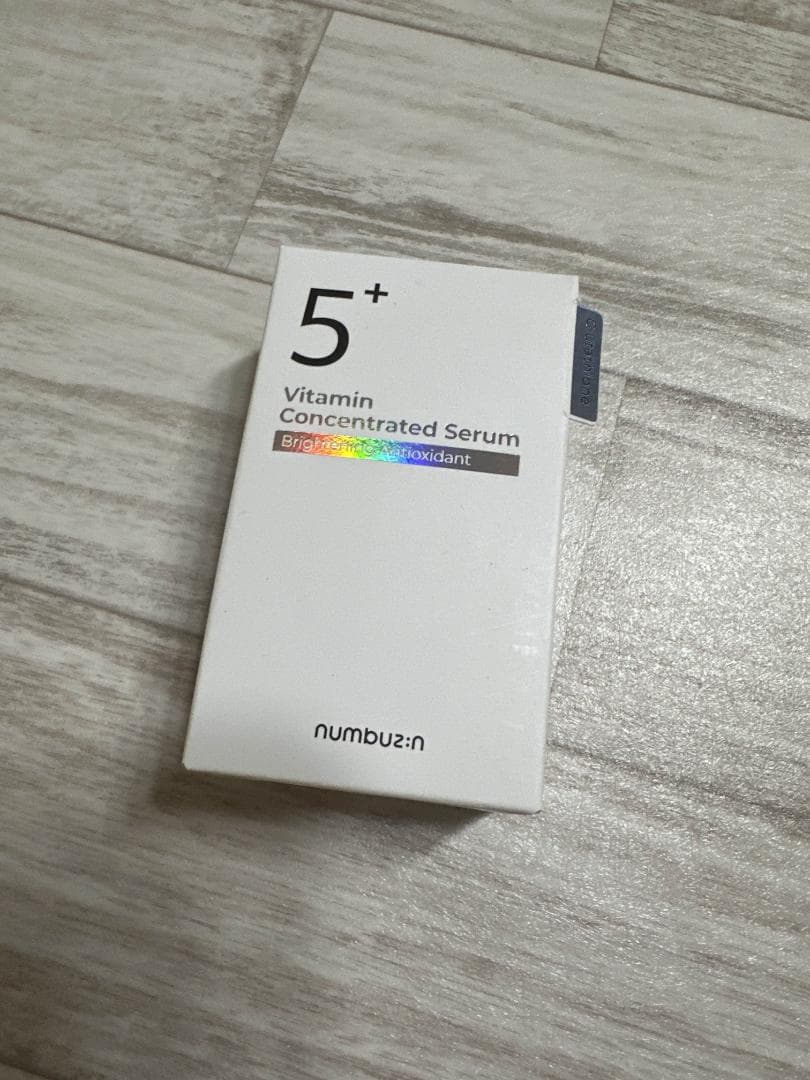 5+
Vitamin
Concentrated Serum
Brightening·Antioxidant
numbuz:n